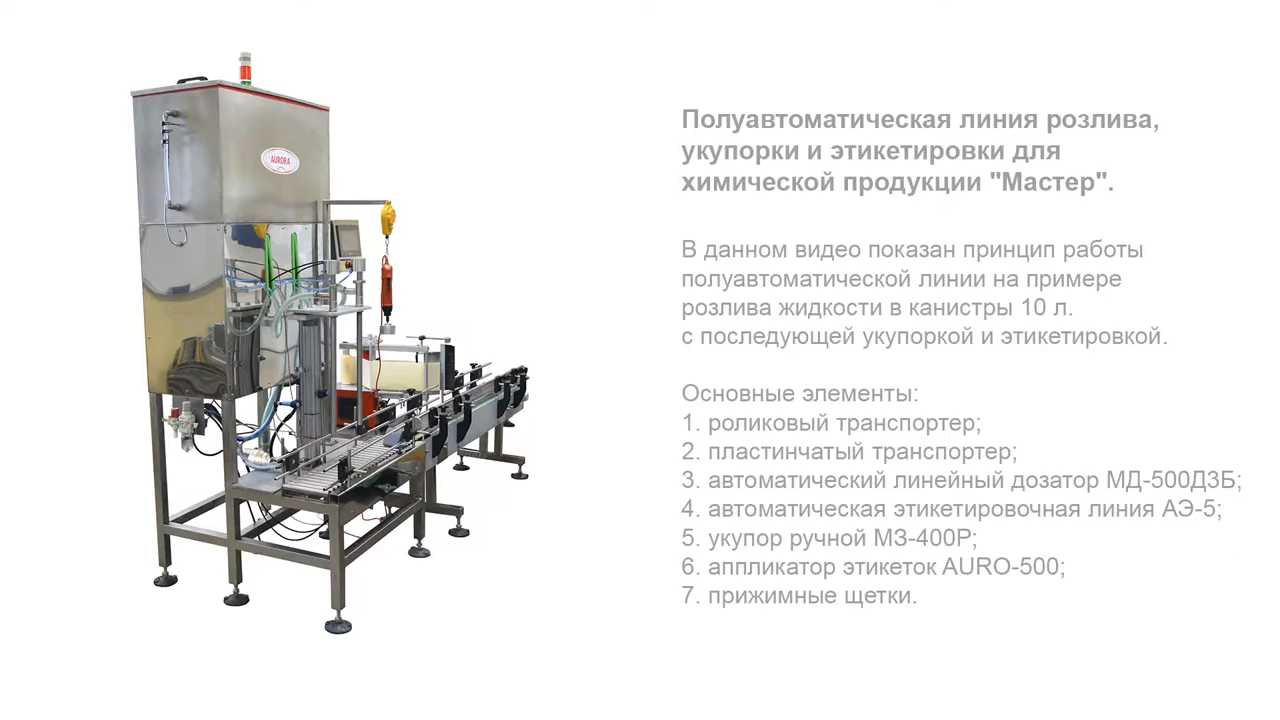 AURORA
Полуавтоматическая линия розлива,
укупорки и этикетировки для
химической продукции "Мастер".
В данном видео показан принцип работы
полуавтоматической линии на примере
розлива жидкости в канистры 10 л.
с последующей укупоркой и этикетировкой.
Основные элементы:
1. роликовый транспортер;
2. пластинчатый транспортер;
3. автоматический линейный дозатор МД-500Д3Б;
4. автоматическая этикетировочная линия АЭ-5;
5. укупор ручной МЗ-400Р;
6. аппликатор этикеток AURO-500;
7. прижимные щетки.